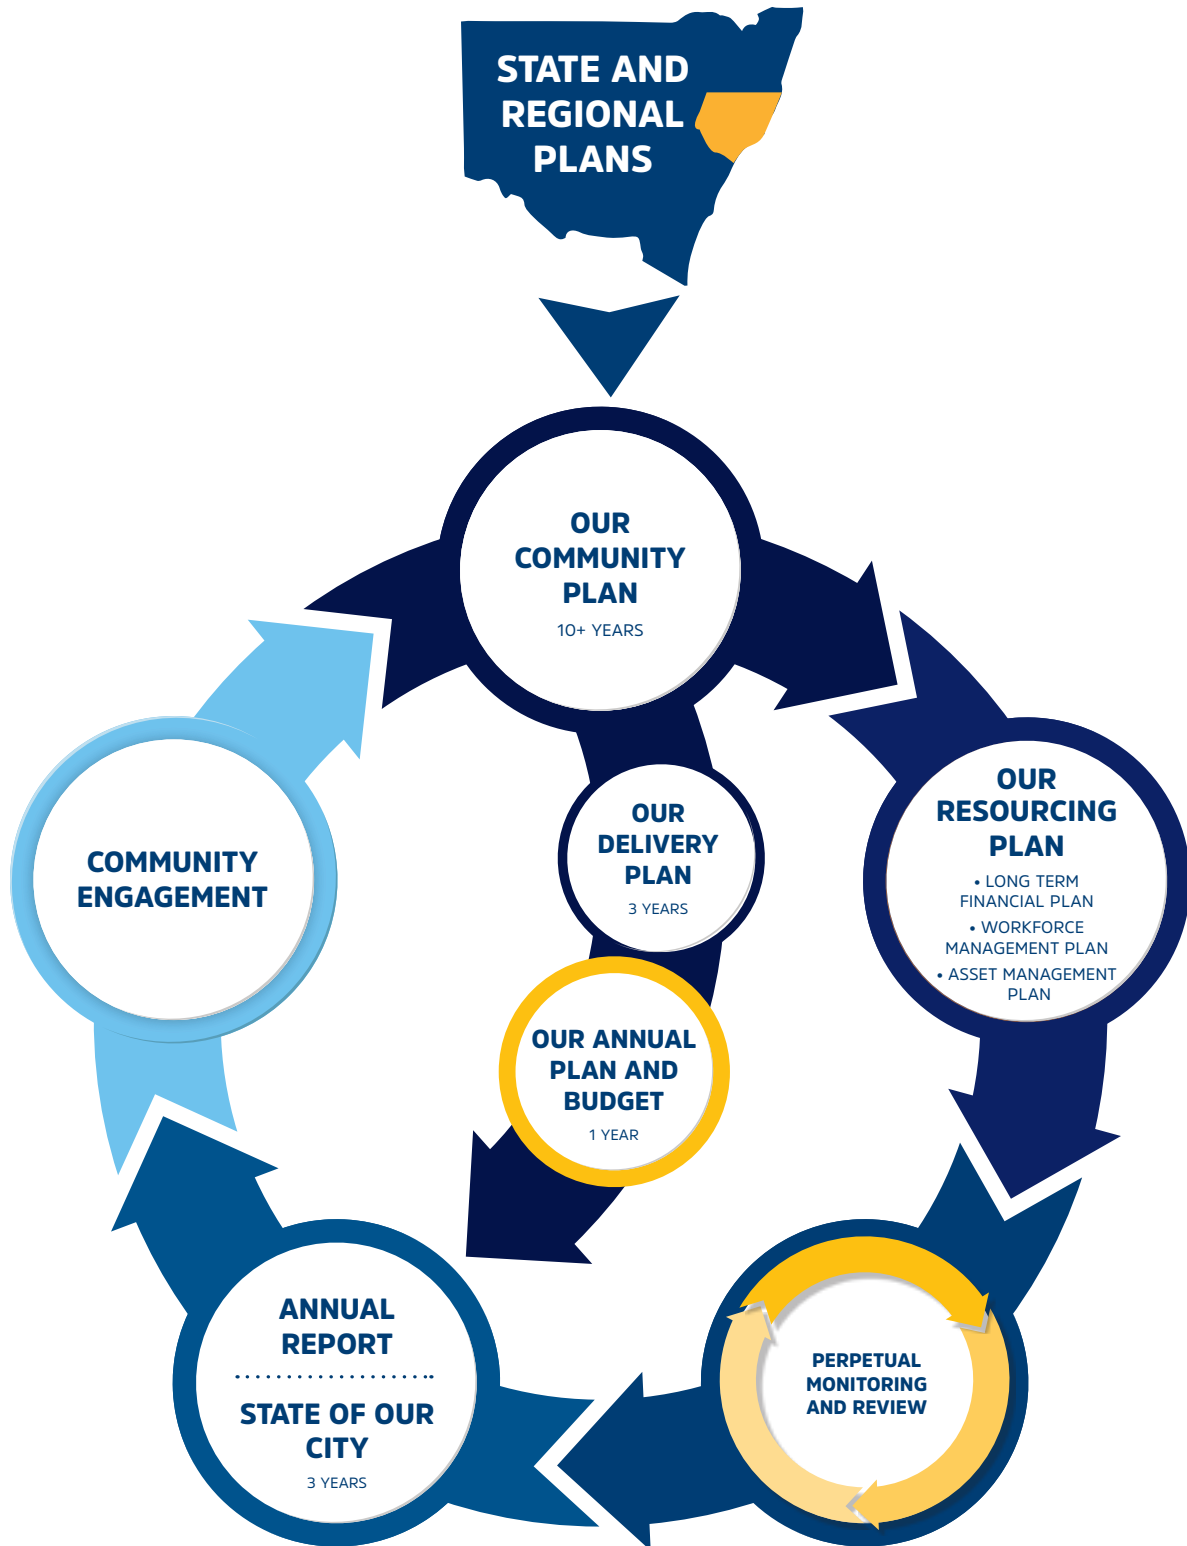 STATE AND
REGIONAL
PLANS
OUR
COMMUNITY
PLAN
10+ YEARS
OUR
RESOURCING
PLAN
• LONG TERM
FINANCIAL PLAN
• WORKFORCE
MANAGEMENT PLAN
• ASSET MANAGEMENT
PLAN
OUR
DELIVERY
PLAN
3 YEARS
COMMUNITY
ENGAGEMENT
OUR ANNUAL
PLAN AND
BUDGET
1 YEAR
ANNUAL
REPORT
STATE OF OUR
CITY
3 YEARS
PERPETUAL
MONITORING
AND REVIEW